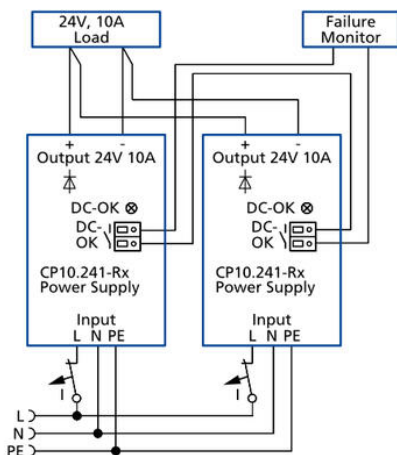 24V, 10A
Load
Failure
Monitor
+ -
Output 24V 10A
DC-OK
DC-
OK
CP10.241-Rx
Power Supply
Input
L N PE
I
+ -
Output 24V 10A
DC-OK
DC-
OK
CP10.241-Rx
Power Supply
Input
L N PE
I
L
N
PE